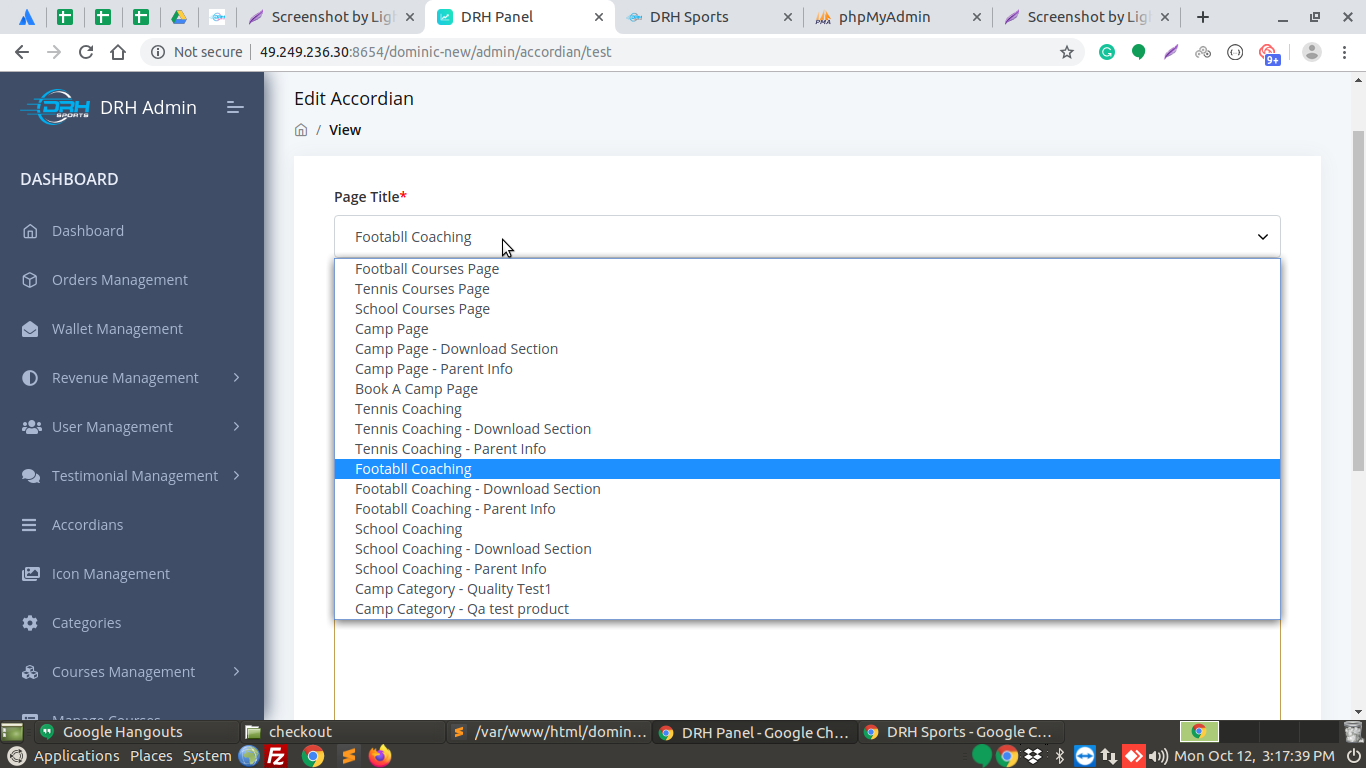 Screenshot by Ligh
DRH Panel
DRH Sports
phpMyAdmin
Screenshot by Ligh
Not secure
49.249.236.30:8654/dominic-new/admin/accordian/test
9+
DRH SPORTS
DRH Admin
DASHBOARD
Dashboard
Orders Management
Wallet Management
Revenue Management
User Management
Testimonial Management
Accordians
Icon Management
Categories
Courses Management
Manage Courses
Edit Accordian
/ View
Page Title*
Footabll Coaching
Football Courses Page
Tennis Courses Page
School Courses Page
Camp Page
Camp Page - Download Section
Camp Page - Parent Info
Book A Camp Page
Tennis Coaching
Tennis Coaching - Download Section
Tennis Coaching - Parent Info
Footabll Coaching
Footabll Coaching - Download Section
Footabll Coaching - Parent Info
School Coaching
School Coaching - Download Section
School Coaching - Parent Info
Camp Category - Quality Test1
Camp Category - Qa test product
Google Hangouts
checkout
/var/www/html/domin...
DRH Panel - Google Ch...
DRH Sports - Google C...
Applications Places System
Mon Oct 12, 3:17:39 PM